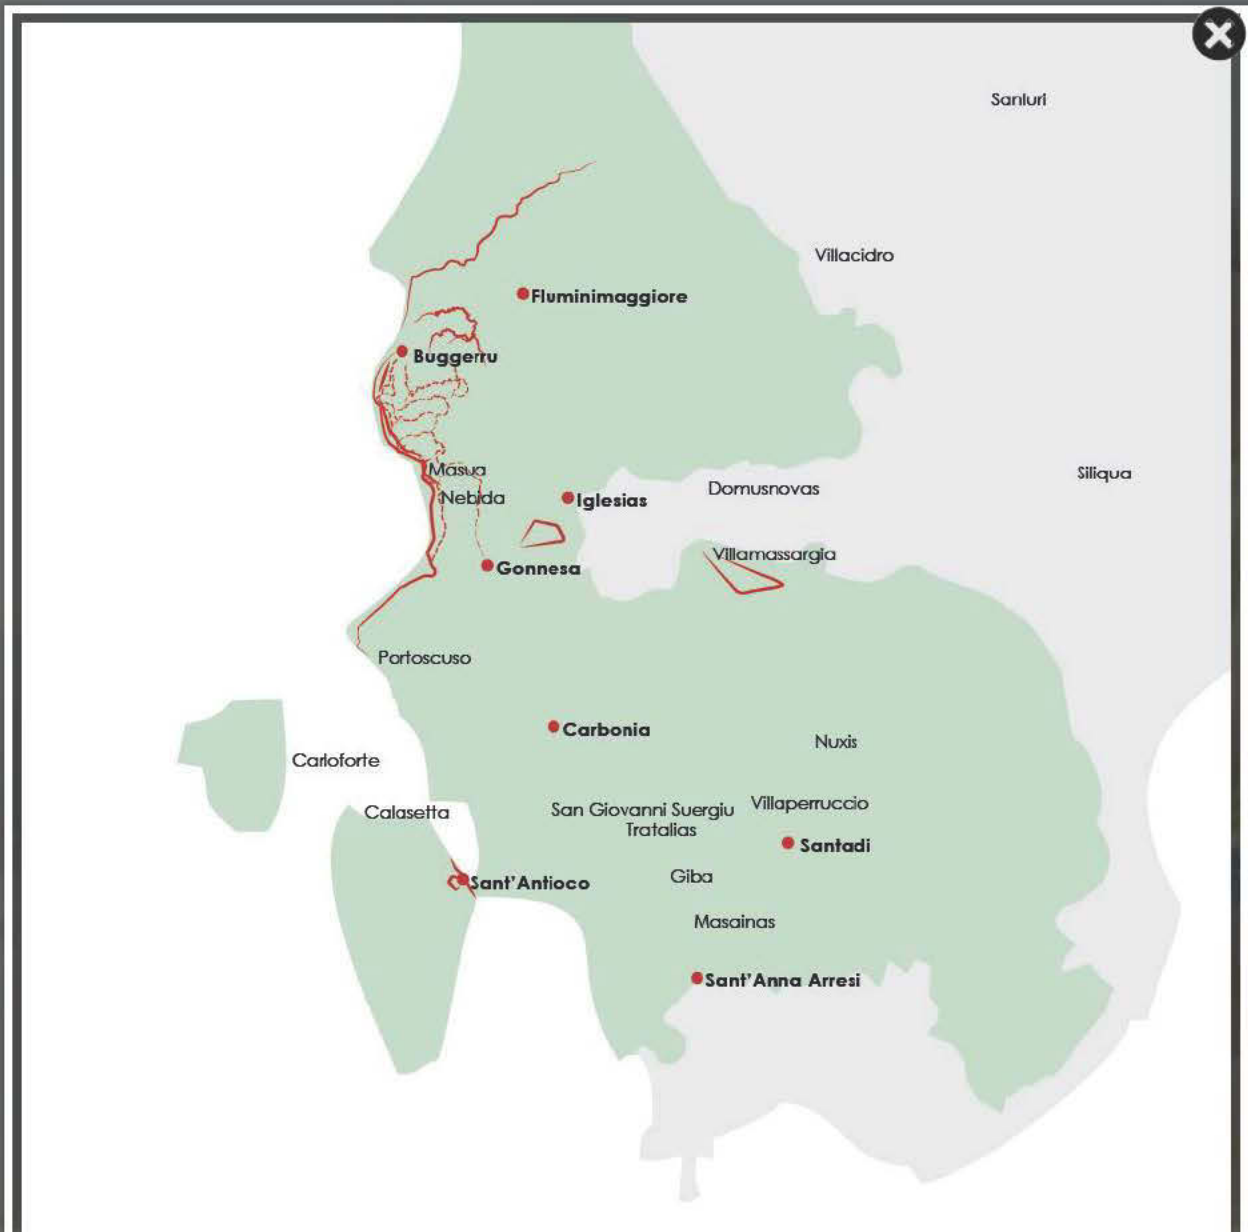 Sanluri
Villacidro
Fluminimaggiore
Buggerru
Masua
Siliqua
Domusnovas
Nebida
Iglesias
Villamassargia
Gonnesa
Portoscuso
Carbonia
Nuxis
Carloforte
Villaperruccio
San Giovanni Suergiu
Calasetta
Tratalias
Santadi
Giba
Sant'Antioco
Masainas
Sant'Anna Arresi